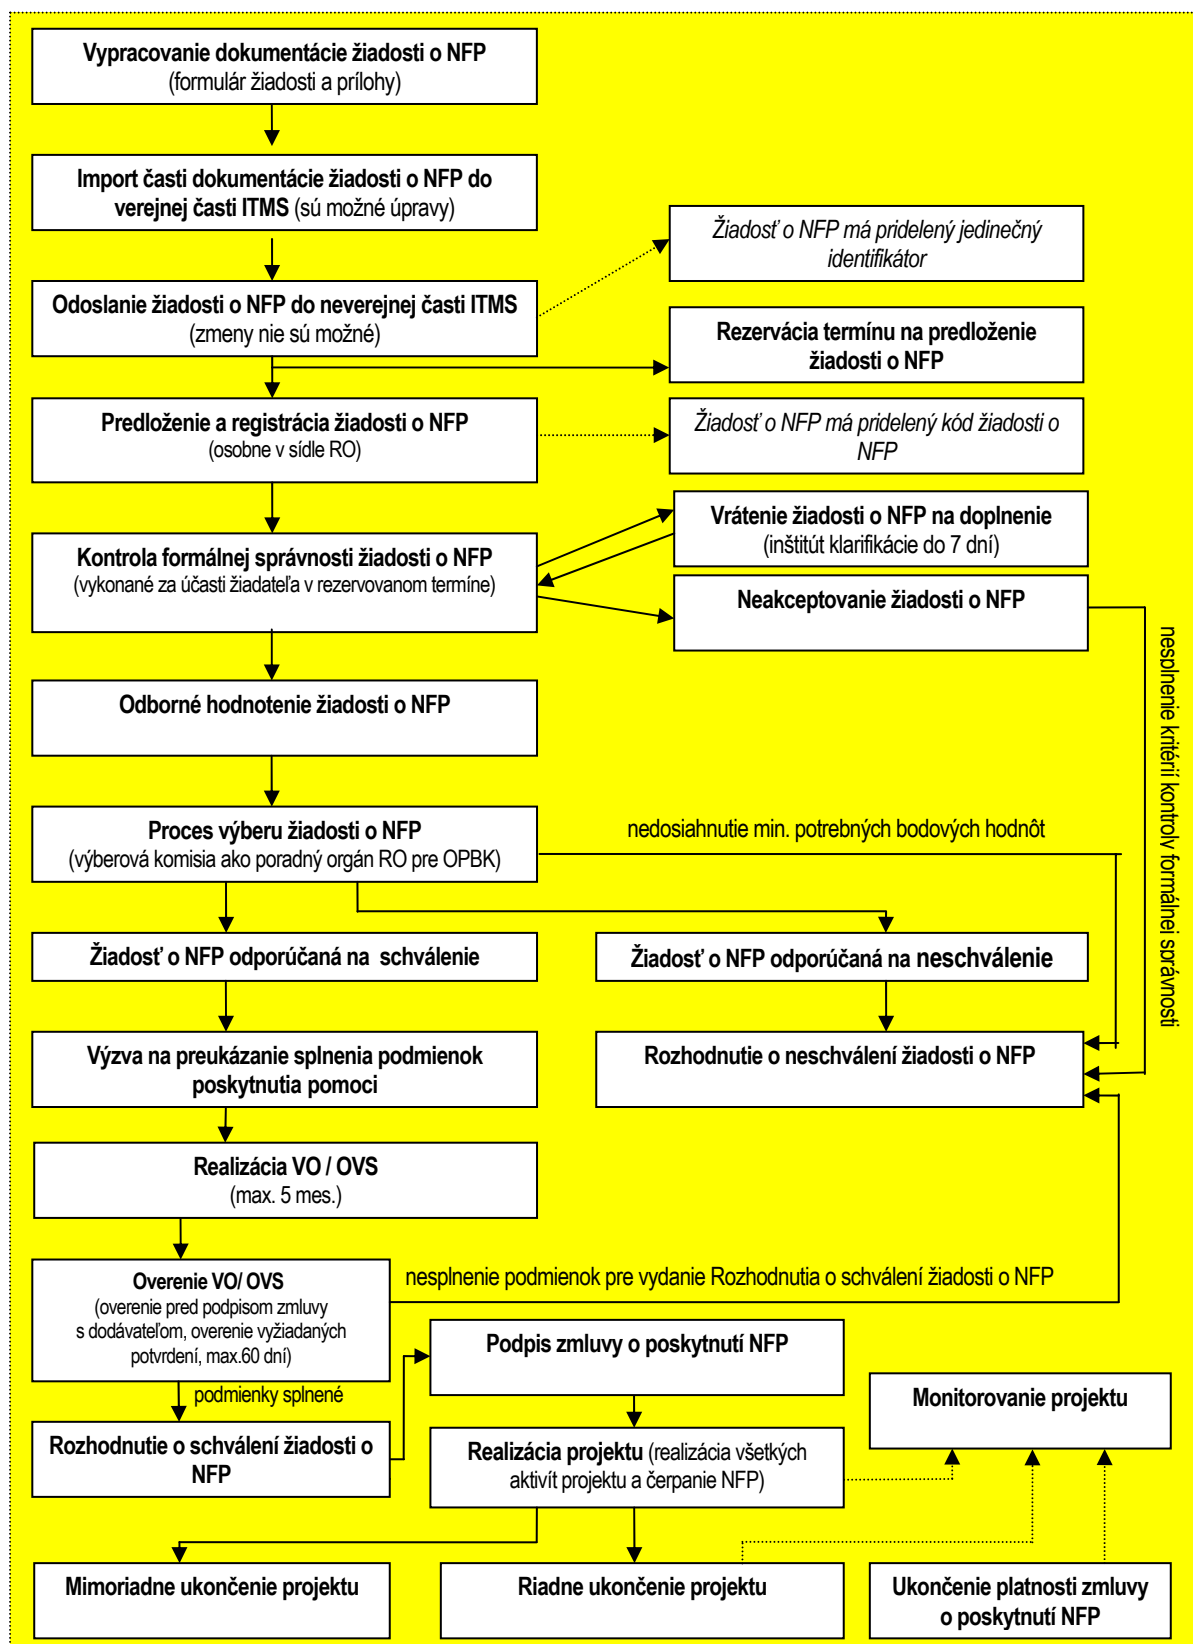 Vypracovanie dokumentácie žiadosti o NFP
(formulár žiadosti a prílohy)
Import časti dokumentácie žiadosti o NFP do
verejnej časti ITMS (sú možné úpravy)
Žiadosť o NFP má pridelený jedinečný
identifikátor
Odoslanie žiadosti o NFP do neverejnej časti ITMS
(zmeny nie sú možné)
Rezervácia termínu na predloženie
žiadosti o NFP
Predloženie a registrácia žiadosti o NFP
(osobne v sídle RO)
Žiadosť o NFP má pridelený kód žiadosti o
NFP
Vrátenie žiadosti o NFP na doplnenie
(inštitút klarifikácie do 7 dní)
Kontrola formálnej správnosti žiadosti o NFP
(vykonané za účasti žiadateľa v rezervovanom termíne)
Neakceptovanie žiadosti o NFP
nesplnenie kritérií kontroly formálnej správnosti
Odborné hodnotenie žiadosti o NFP
Proces výberu žiadosti o NFP
(výberová komisia ako poradný orgán RO pre OPBK)
nedosiahnutie min. potrebných bodových hodnôt
Žiadosť o NFP odporúčaná na  schválenie
Žiadosť o NFP odporúčaná na neschválenie
Výzva na preukázanie splnenia podmienok
poskytnutia pomoci
Rozhodnutie o neschválení žiadosti o NFP
Realizácia VO / OVS
(max. 5 mes.)
Overenie VO/ OVS
(overenie pred podpisom zmluvy
s dodávateľom, overenie vyžiadaných
potvrdení, max.60 dní)
nesplnenie podmienok pre vydanie Rozhodnutia o schválení žiadosti o NFP
Podpis zmluvy o poskytnutí NFP
podmienky splnené
Monitorovanie projektu
Rozhodnutie o schválení žiadosti o
NFP
Realizácia projektu (realizácia všetkých
aktivít projektu a čerpanie NFP)
Mimoriadne ukončenie projektu
Riadne ukončenie projektu
Ukončenie platnosti zmluvy
o poskytnutí NFP